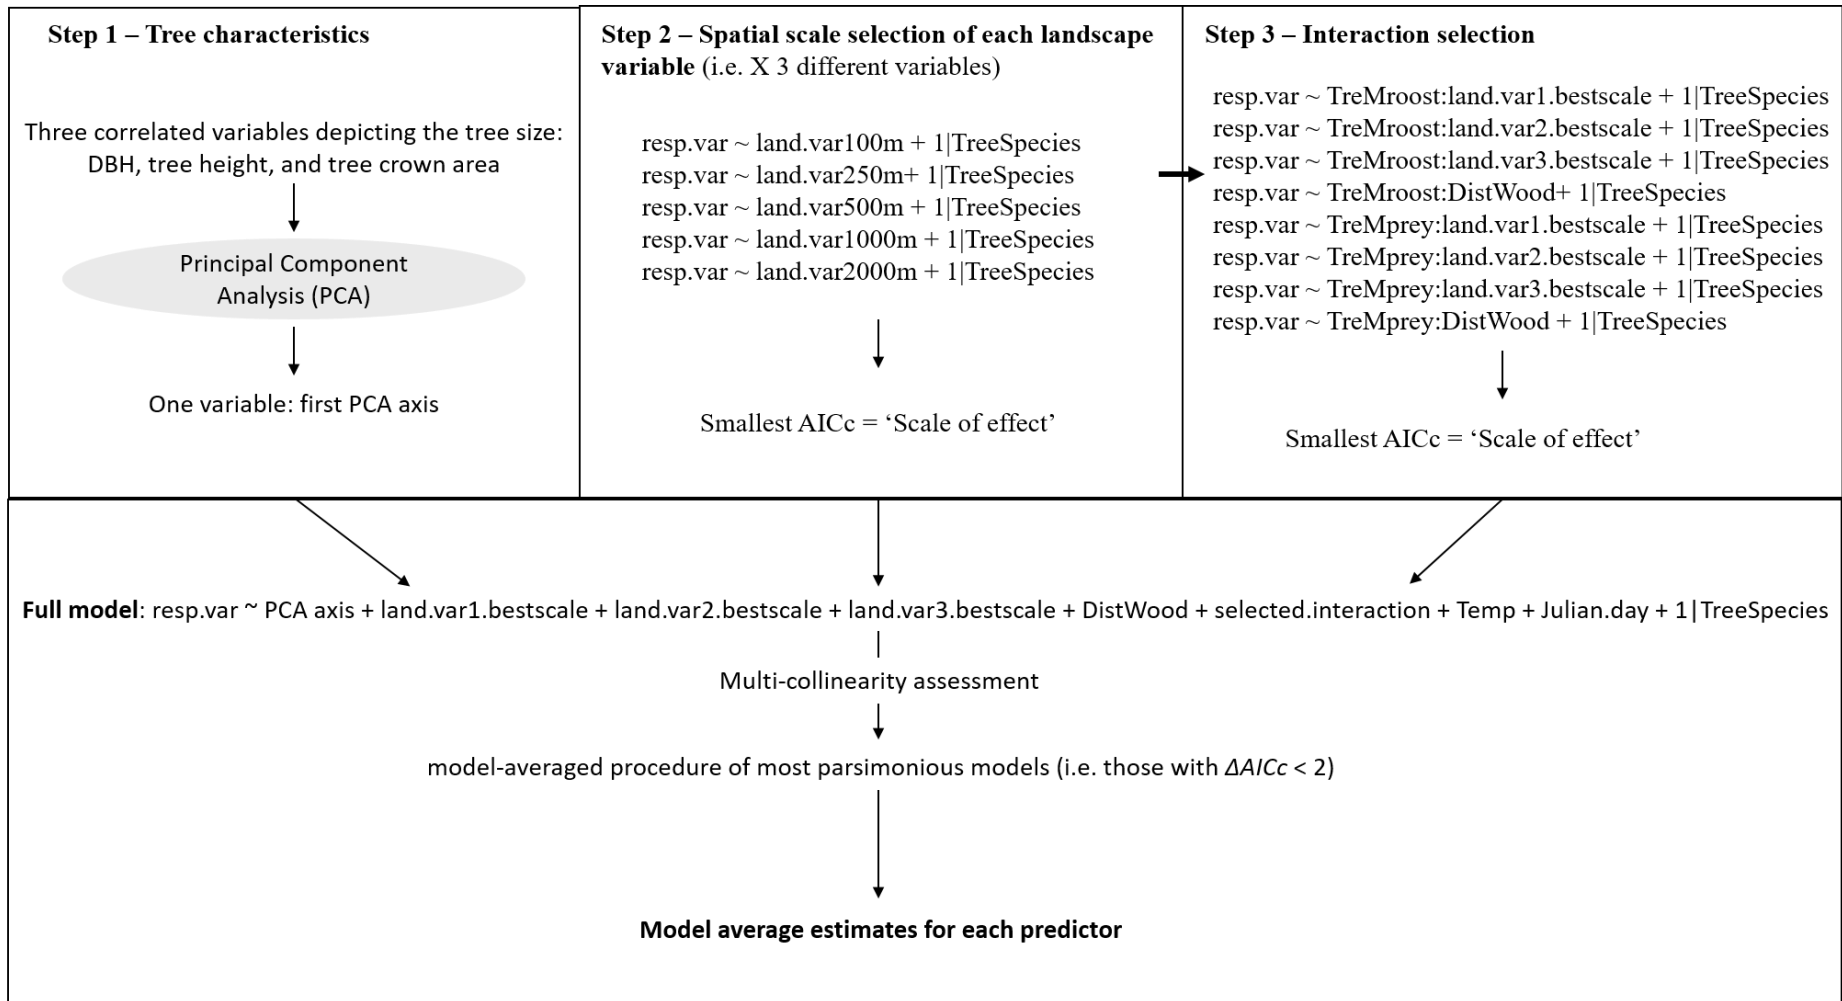 Step 1 – Tree characteristics
Three correlated variables depicting the tree size:
DBH, tree height, and tree crown area
Principal Component
Analysis (PCA)
One variable: first PCA axis
Step 2 – Spatial scale selection of each landscape
variable (i.e. X 3 different variables)
resp.var ~ land.var100m + 1|TreeSpecies
resp.var ~ land.var250m+ 1|TreeSpecies
resp.var ~ land.var500m + 1|TreeSpecies
resp.var ~ land.var1000m + 1|TreeSpecies
resp.var ~ land.var2000m + 1|TreeSpecies
Smallest AICc = ‘Scale of effect’
Step 3 – Interaction selection
resp.var ~ TreMroost:land.var1.bestscale + 1|TreeSpecies
resp.var ~ TreMroost:land.var2.bestscale + 1|TreeSpecies
resp.var ~ TreMroost:land.var3.bestscale + 1|TreeSpecies
resp.var ~ TreMroost:DistWood+ 1|TreeSpecies
resp.var ~ TreMprey:land.var1.bestscale + 1|TreeSpecies
resp.var ~ TreMprey:land.var2.bestscale + 1|TreeSpecies
resp.var ~ TreMprey:land.var3.bestscale + 1|TreeSpecies
resp.var ~ TreMprey:DistWood + 1|TreeSpecies
Smallest AICc = ‘Scale of effect’
Full model: resp.var ~ PCA axis + land.var1.bestscale + land.var2.bestscale + land.var3.bestscale + DistWood + selected.interaction + Temp + Julian.day + 1|TreeSpecies
Multi-collinearity assessment
model-averaged procedure of most parsimonious models (i.e. those with ΔAICc < 2)
Model average estimates for each predictor